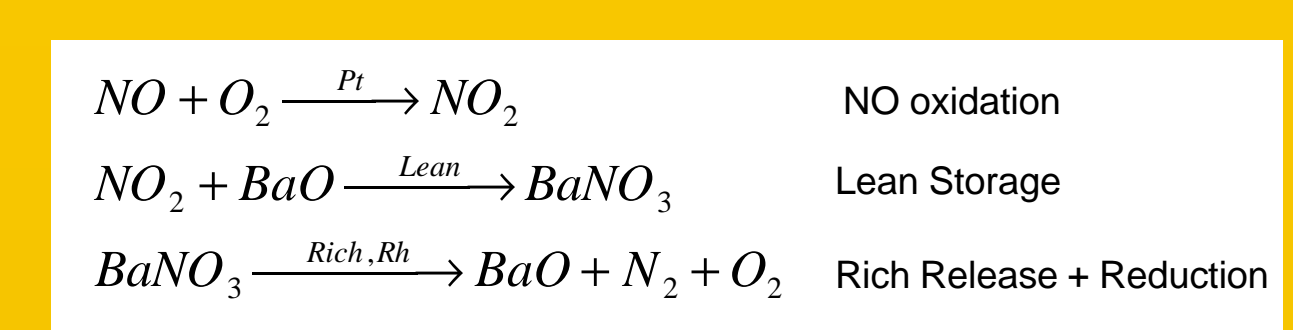 NO + O₂ —Pt→ NO₂ NO oxidation
NO₂ + BaO —Lean→ BaNO₃ Lean Storage
BaNO₃ —Rich,Rh→ BaO + N₂ + O₂ Rich Release + Reduction